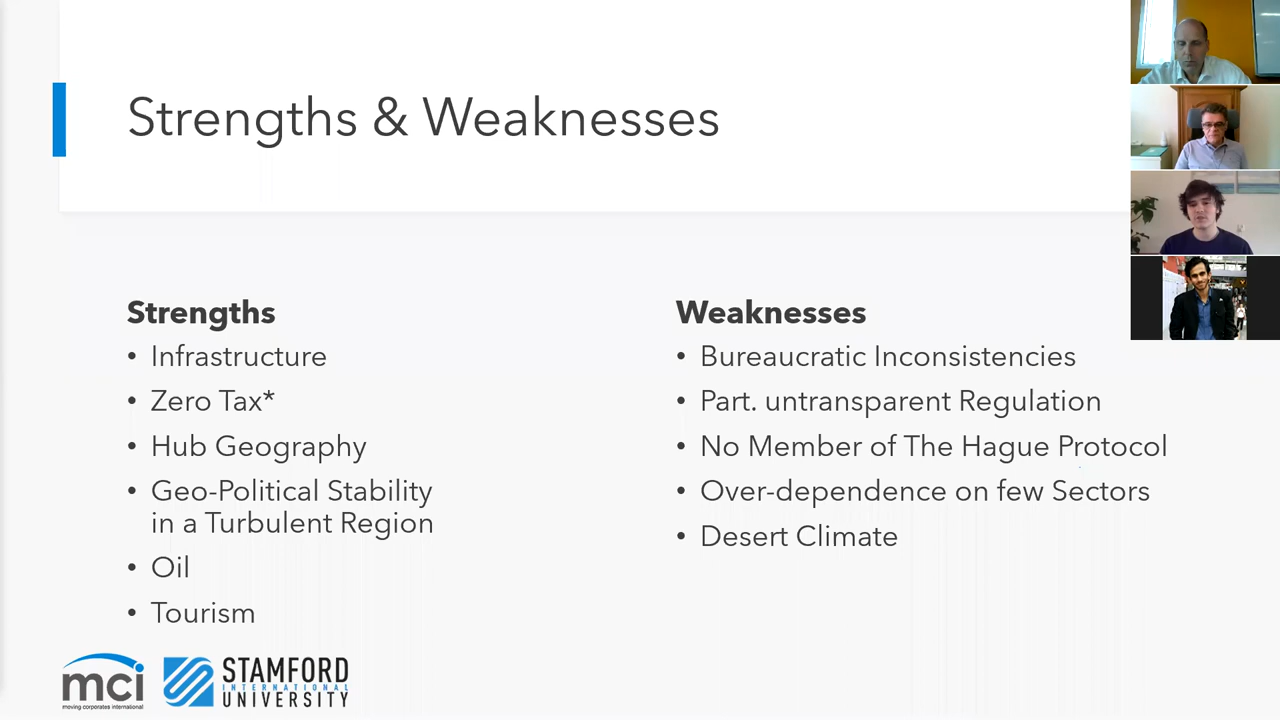 Strengths & Weaknesses
Strengths
• Infrastructure
• Zero Tax*
• Hub Geography
• Geo-Political Stability
in a Turbulent Region
• Oil
• Tourism
Weaknesses
• Bureaucratic Inconsistencies
• Part. untransparent Regulation
• No Member of The Hague Protocol
• Over-dependence on few Sectors
• Desert Climate
mci
moving corporates international
STAMFORD
INTERNATIONAL
UNIVERSITY